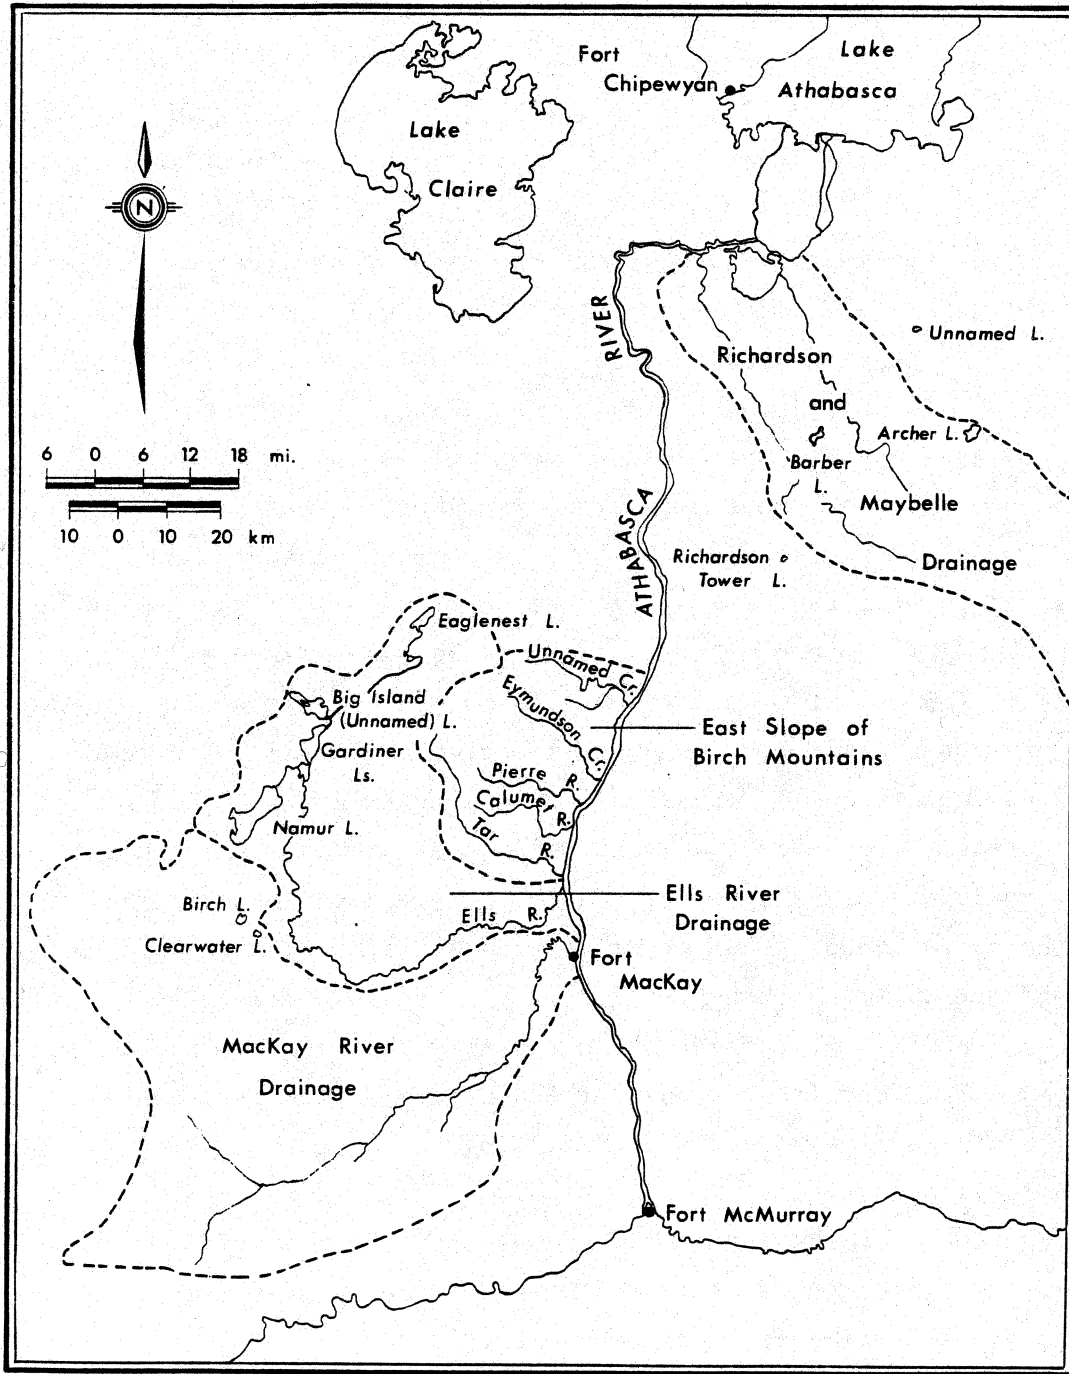 Fort
Chipewyan
Lake
Athabasca
Lake
Claire
N
RIVER
Unnamed L.
Richardson
and
Archer L.
Barber
L.
Maybelle
6 0 6 12 18 mi.
10 0 10 20 km
ATHABASCA
Richardson
Tower L.
Drainage
Eaglenest L.
Unnamed Cr.
Eymundson Cr.
Big Island
(Unnamed) L.
East Slope of
Birch Mountains
Gardiner
Ls.
Pierre R.
Calumet R.
Namur L.
Tar R.
Birch L.
Ells River
Drainage
Ells R.
Clearwater L.
Fort
MacKay
MacKay River
Drainage
Fort McMurray